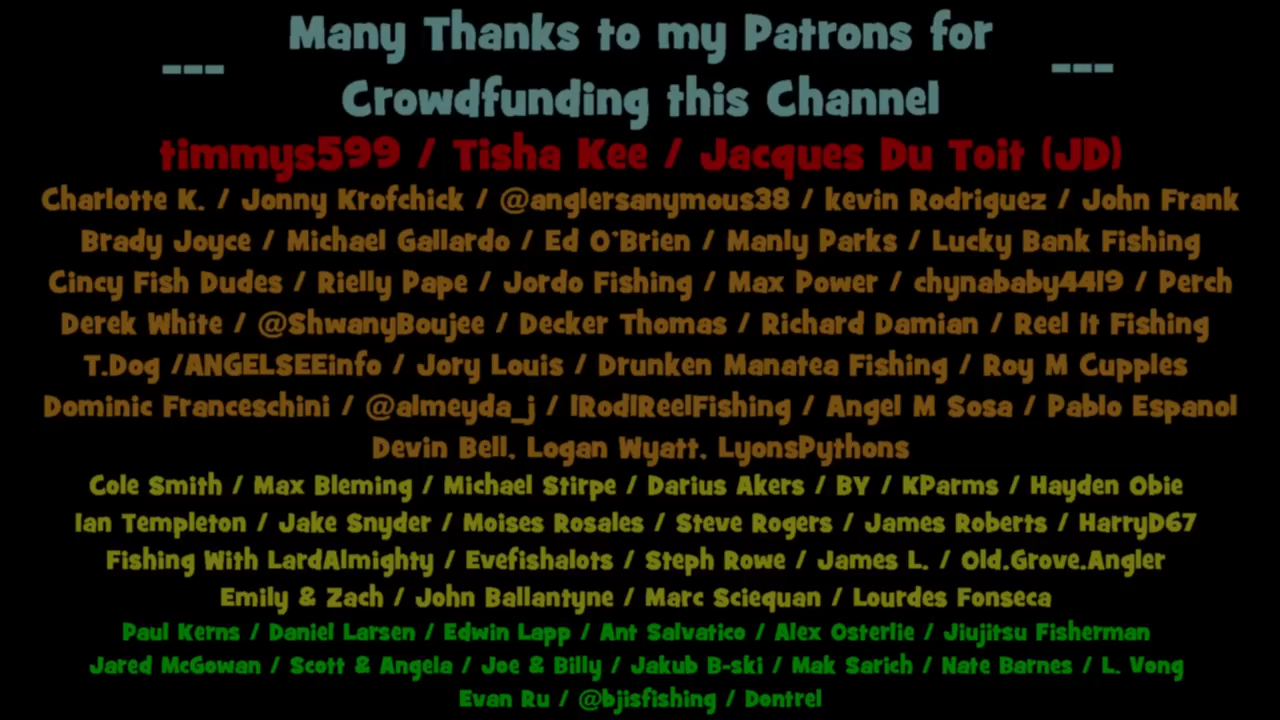 Many Thanks to my Patrons for
--- Crowdfunding this Channel ---
timmys599 / Tisha Kee / Jacques Du Toit (JD)
Charlotte K. / Jonny Krofchick / @anglersanymous38 / kevin Rodriguez / John Frank
Brady Joyce / Michael Gallardo / Ed O'Brien / Manly Parks / Lucky Bank Fishing
Cincy Fish Dudes / Rielly Pape / Jordo Fishing / Max Power / chynababy4419 / Perch
Derek White / @ShwanyBoujee / Decker Thomas / Richard Damian / Reel It Fishing
T.Dog /ANGELSEEinfo / Jory Louis / Drunken Manatea Fishing / Roy M Cupples
Dominic Franceschini / @almeyda_j / 1Rod1ReelFishing / Angel M Sosa / Pablo Espanol
Devin Bell, Logan Wyatt, LyonsPythons
Cole Smith / Max Bleming / Michael Stirpe / Darius Akers / BY / KParms / Hayden Obie
Ian Templeton / Jake Snyder / Moises Rosales / Steve Rogers / James Roberts / HarryD67
Fishing With LardAlmighty / Evefishalots / Steph Rowe / James L. / Old.Grove.Angler
Emily & Zach / John Ballantyne / Marc Sciequan / Lourdes Fonseca
Paul Kerns / Daniel Larsen / Edwin Lapp / Ant Salvatico / Alex Osterlie / Jiujitsu Fisherman
Jared McGowan / Scott & Angela / Joe & Billy / Jakub B-ski / Mak Sarich / Nate Barnes / L. Vong
Evan Ru / @bjisfishing / Dontrel